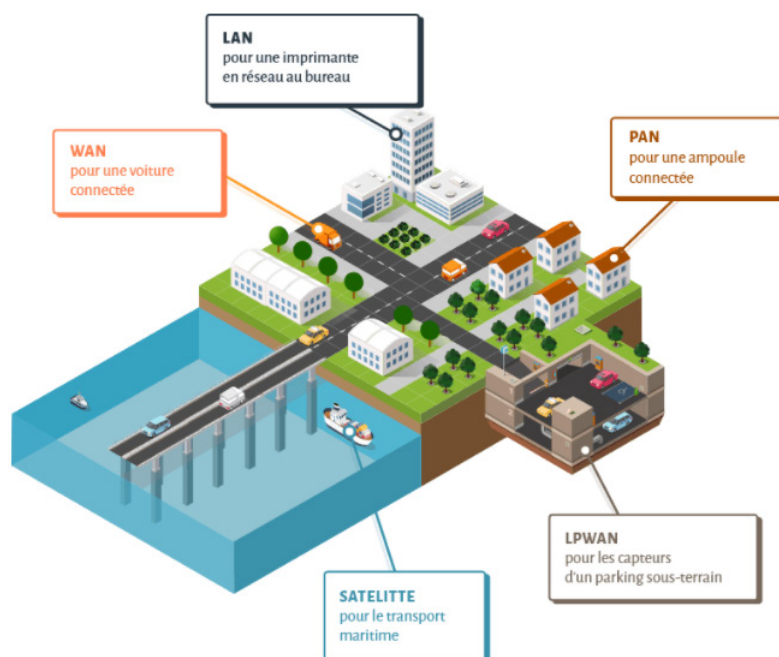 LAN
pour une imprimante
en réseau au bureau
WAN
pour une voiture
connectée
PAN
pour une ampoule
connectée
LPWAN
pour les capteurs
d'un parking sous-terrain
SATELITTE
pour le transport
maritime